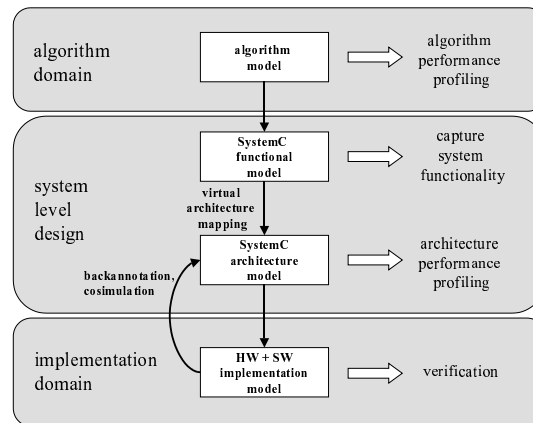 algorithm
domain
algorithm
model
algorithm
performance
profiling
system
level
design
SystemC
functional
model
capture
system
functionality
virtual
architecture
mapping
SystemC
architecture
model
architecture
performance
profiling
backannotation,
cosimulation
implementation
domain
HW + SW
implementation
model
verification